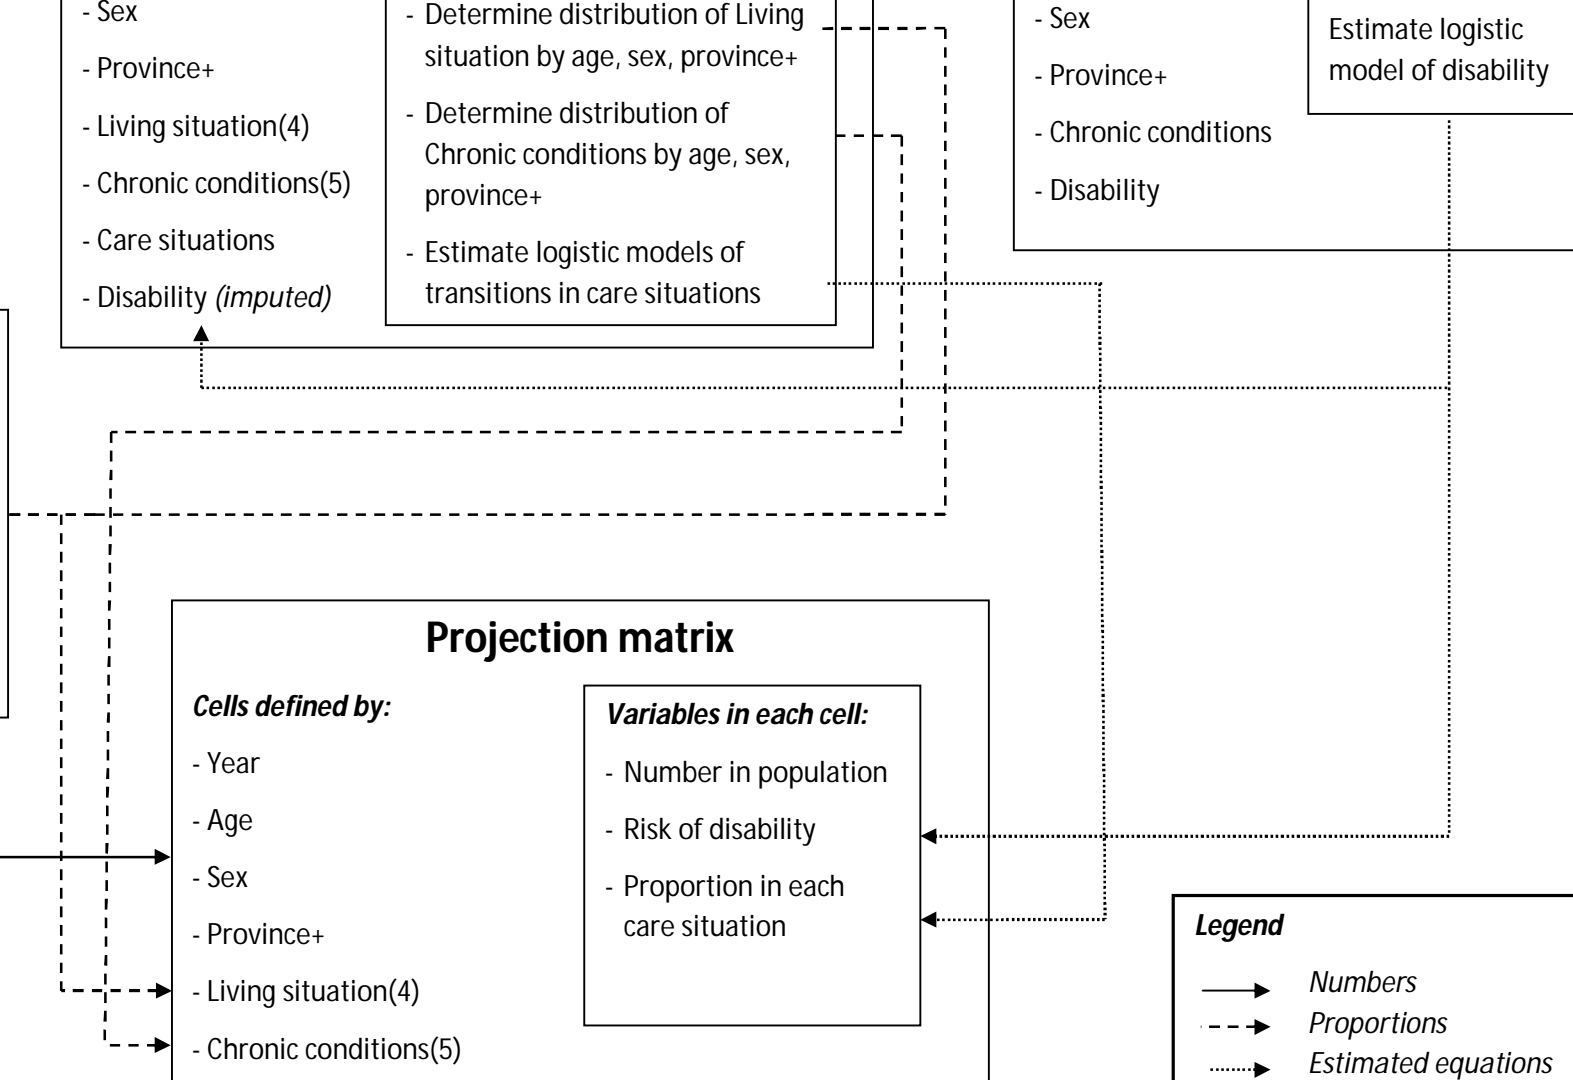 - Sex
- Province+
- Living situation(4)
- Chronic conditions(5)
- Care situations
- Disability (imputed)
- Determine distribution of Living
situation by age, sex, province+
- Determine distribution of
Chronic conditions by age, sex,
province+
- Estimate logistic models of
transitions in care situations
- Sex
- Province+
- Chronic conditions
- Disability
Estimate logistic
model of disability
Projection matrix
Cells defined by:
- Year
- Age
- Sex
- Province+
- Living situation(4)
- Chronic conditions(5)
Variables in each cell:
- Number in population
- Risk of disability
- Proportion in each
care situation
Legend
Numbers
Proportions
Estimated equations